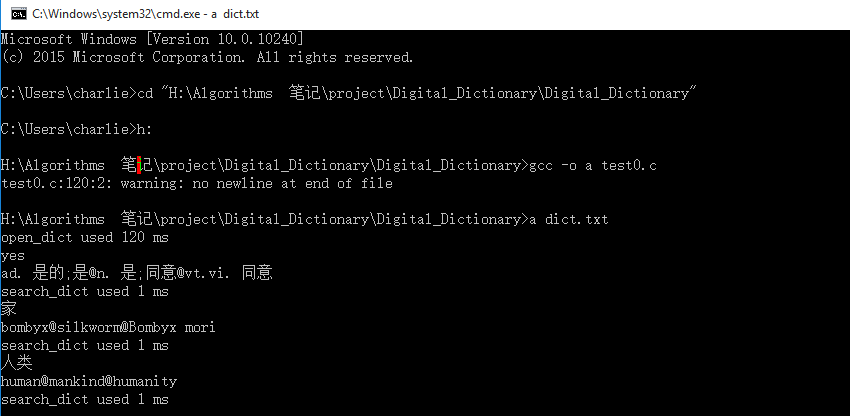 C:\Windows\system32\cmd.exe - a dict.txt
Microsoft Windows [Version 10.0.10240]
(c) 2015 Microsoft Corporation. All rights reserved.
C:\Users\charlie>cd "H:\Algorithms  笔记\project\Digital_Dictionary\Digital_Dictionary"
C:\Users\charlie>h:
H:\Algorithms  笔记\project\Digital_Dictionary\Digital_Dictionary>gcc -o a test0.c
test0.c:120:2: warning: no newline at end of file
H:\Algorithms  笔记\project\Digital_Dictionary\Digital_Dictionary>a dict.txt
open_dict used 120 ms
yes
ad. 是的;是@n. 是;同意@vt.vi. 同意
search_dict used 1 ms
家
bombyx@silkworm@Bombyx mori
search_dict used 1 ms
人类
human@mankind@humanity
search_dict used 1 ms